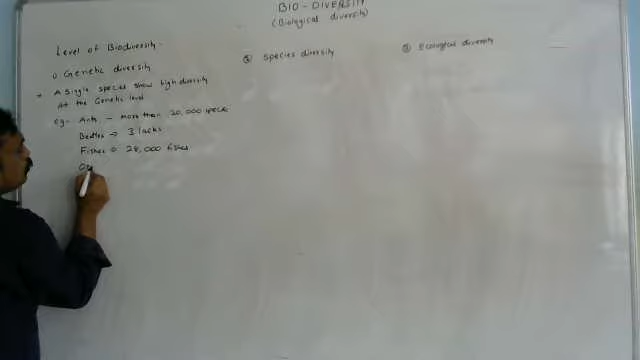 BIO - DIVERSITY
(Biological diversity)
Level of Biodiversity -
1) Genetic diversity
* A Single species show high diversity
At the Genetic level
eg:- Ants - more than 20,000 species
Beetles → 3 lacks
Fishes → 28,000 fishes
② Species diversity
③ Ecological diversity